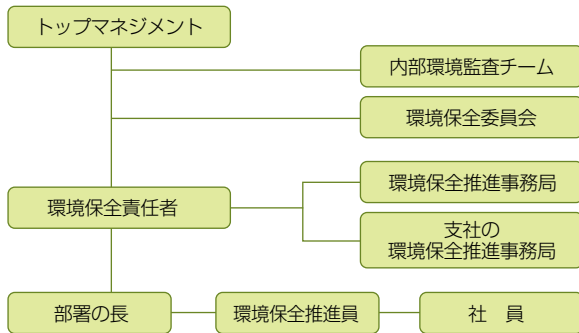 トップマネジメント
内部環境監査チーム
環境保全委員会
環境保全推進事務局
環境保全責任者
支社の
環境保全推進事務局
部署の長
環境保全推進員
社　員